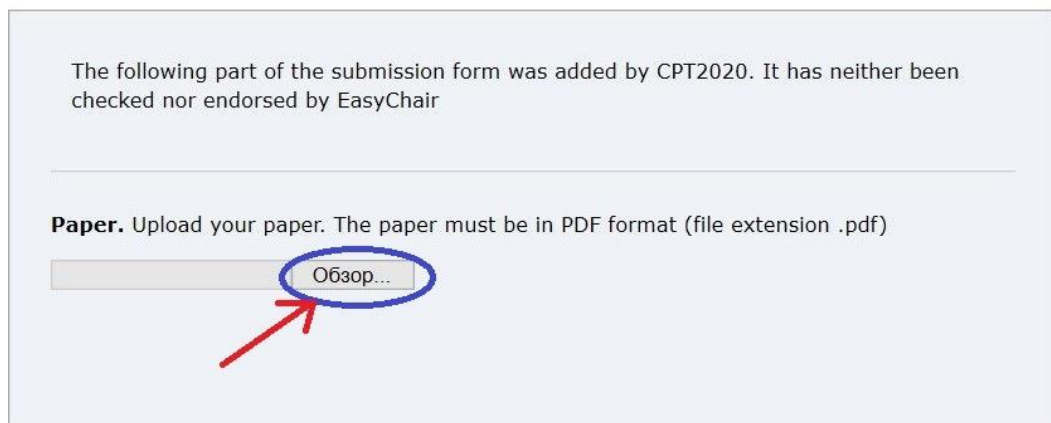 The following part of the submission form was added by CPT2020. It has neither been
checked nor endorsed by EasyChair
Paper. Upload your paper. The paper must be in PDF format (file extension .pdf)
Обзор...